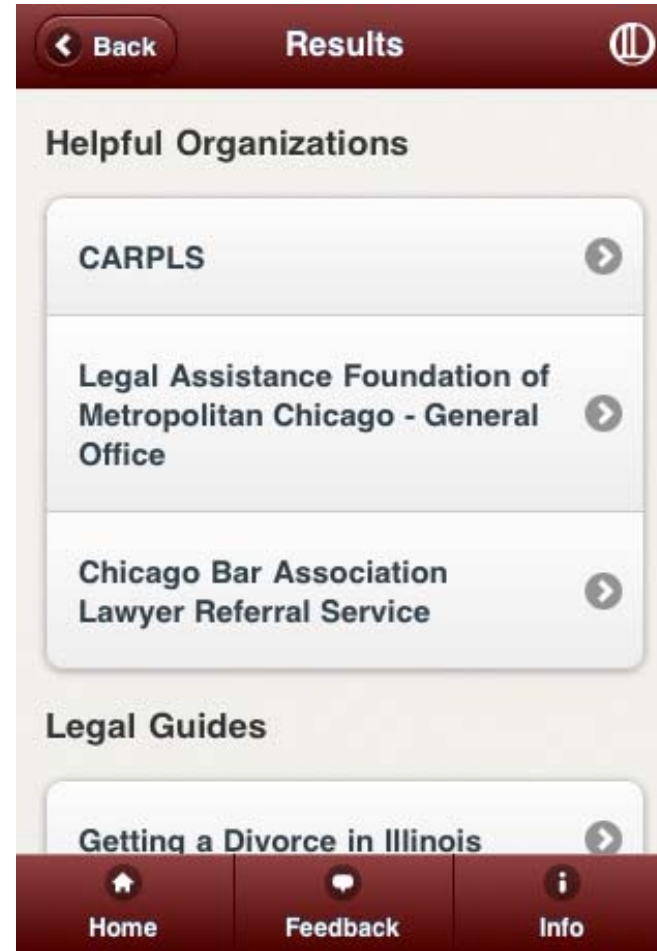 Back
Results
Helpful Organizations
CARPLS
Legal Assistance Foundation of
Metropolitan Chicago - General
Office
Chicago Bar Association
Lawyer Referral Service
Legal Guides
Getting a Divorce in Illinois
Home
Feedback
Info